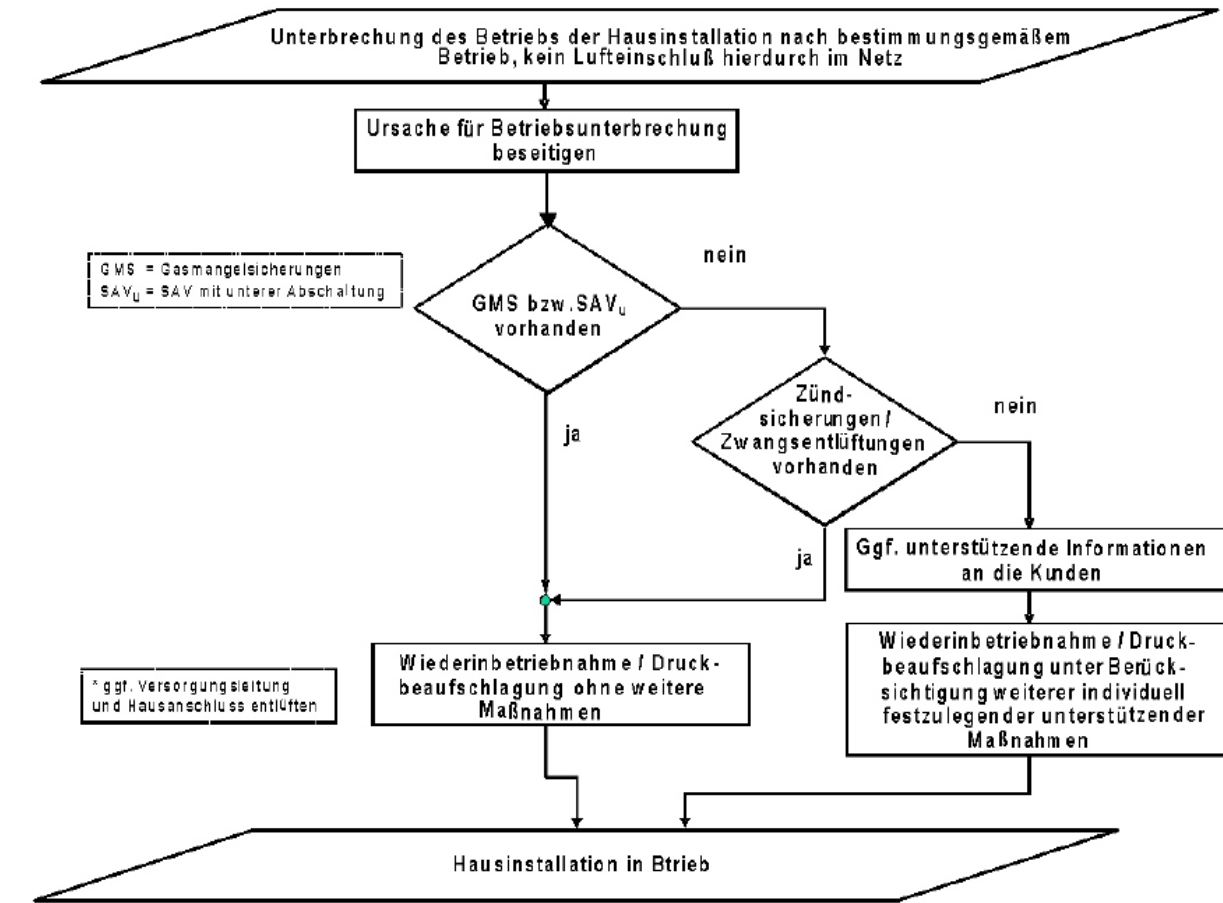 Unterbrechung des Betriebs der Hausinstallation nach bestimmungsgemäßem
Betrieb, kein Lufteinschluß hierdurch im Netz
Ursache für Betriebsunterbrechung
beseitigen
nein
GMS = Gasmangelsicherungen
SAVu = SAV mit unterer Abschaltung
GMS bzw. SAVu
vorhanden
Zünd-
sicherungen /
Zwangsentlüftungen
vorhanden
nein
ja
ja
Ggf. unterstützende Informationen
an die Kunden
Wiederinbetriebnahme / Druck-
beaufschlagung ohne weitere
Maßnahmen
Wiederinbetriebnahme / Druck-
beaufschlagung unter Berück-
sichtigung weiterer individuell
festzulegender unterstützender
Maßnahmen
* ggf. Versorgungsleitung
und Hausanschluss entlüften
Hausinstallation in Btrieb